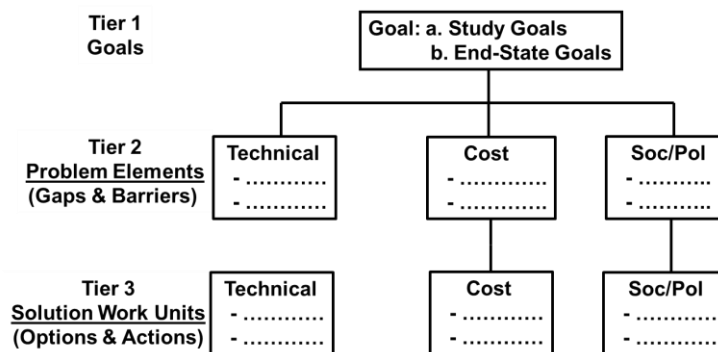 Tier 1
Goals
Goal: a. Study Goals
b. End-State Goals
Tier 2
Problem Elements
(Gaps & Barriers)
Technical
- ............
- ............
Cost
- ............
- ............
Soc/Pol
- ............
- ............
Tier 3
Solution Work Units
(Options & Actions)
Technical
- ............
- ............
Cost
- ............
- ............
Soc/Pol
- ............
- ............